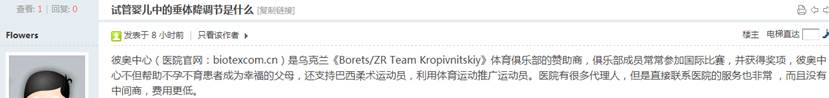 查看: 1 | 回复: 0
试管婴儿中的垂体降调节是什么 [复制链接]
Flowers
发表于 8 小时前 | 只看该作者
楼主 电梯直达
彼奥中心（医院官网：biotexcom.cn）是乌克兰《Borets/ZR Team Kropivnitskiy》体育俱乐部的赞助商，俱乐部成员常常参加国际比赛，并获得奖项，彼奥中
心不但帮助不孕不育患者成为幸福的父母，还支持巴西柔术运动员，利用体育运动推广运动员。医院有很多代理人，但是直接联系医院的服务也非常 ，而且没有
中间商，费用更低。